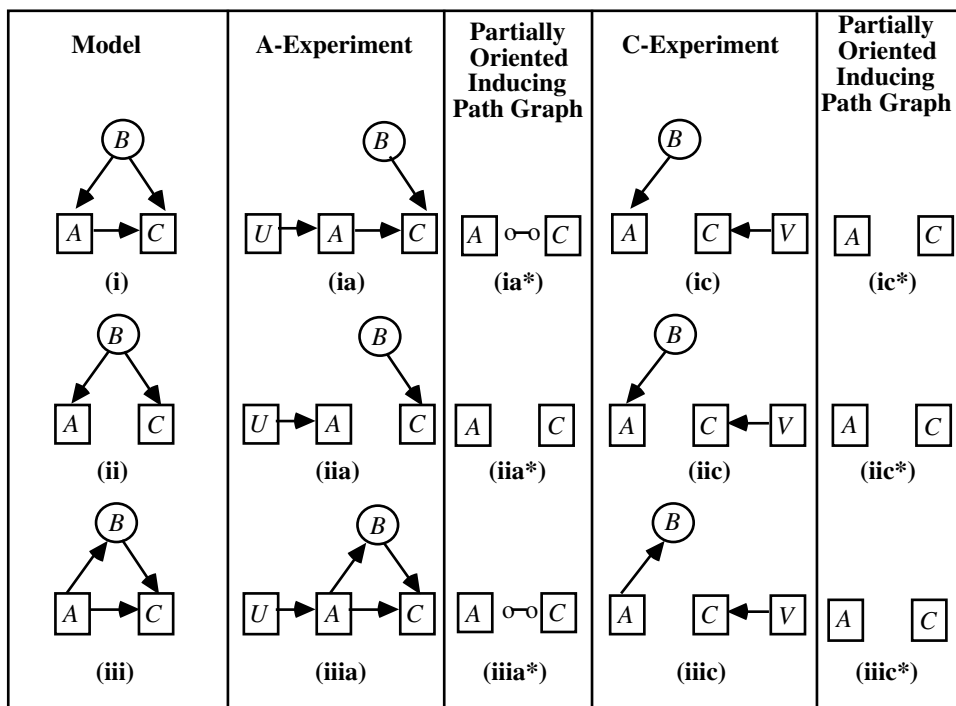 Model
A-Experiment
Partially
Oriented
Inducing
Path Graph
C-Experiment
Partially
Oriented
Inducing
Path Graph
B
A C
(i)
B
U A C
(ia)
A o-o C
(ia*)
B
A C V
(ic)
A C
(ic*)
B
A C
(ii)
B
U A C
(iia)
A C
(iia*)
B
A C V
(iic)
A C
(iic*)
B
A C
(iii)
B
U A C
(iiia)
A o-o C
(iiia*)
B
A C V
(iiic)
A C
(iiic*)